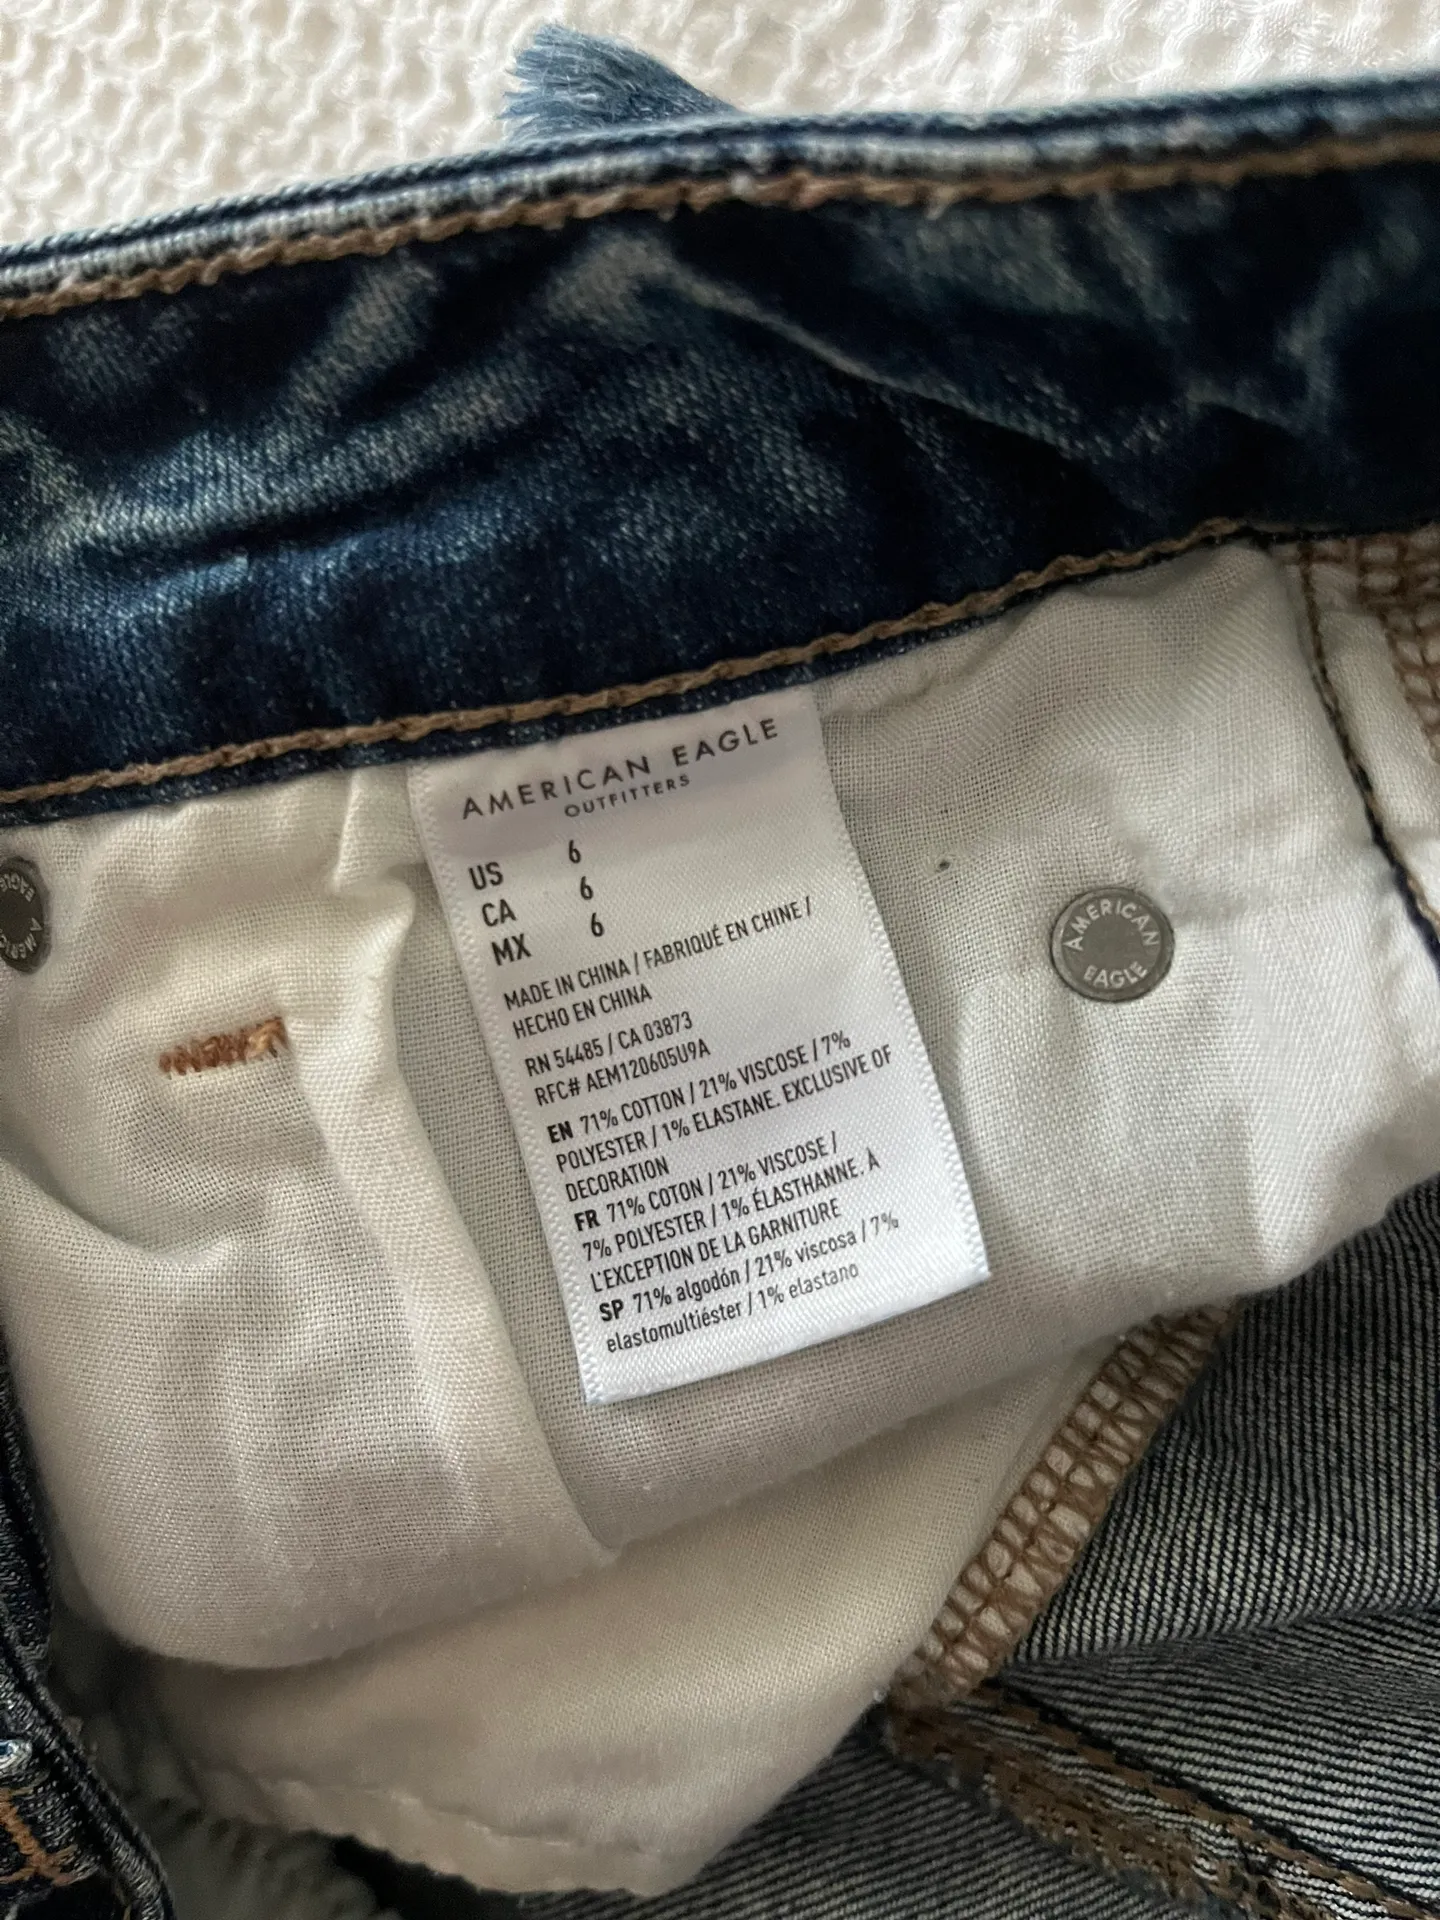 AMERICAN EAGLE
OUTFITTERS
US 6
CA 6
MX 6
MADE IN CHINA / FABRIQUÉ EN CHINE /
HECHO EN CHINA
RN 54485 / CA 03873
RFC# AEM120605U9A
EN 71% COTTON / 21% VISCOSE / 7%
POLYESTER / 1% ELASTANE. EXCLUSIVE OF
DECORATION
FR 71% COTON / 21% VISCOSE /
7% POLYESTER / 1% ÉLASTHANNE. À
L'EXCEPTION DE LA GARNITURE
SP 71% algodón / 21% viscosa / 7%
elastomultiéster / 1% elastano
AMERICAN
EAGLE
EAGLE